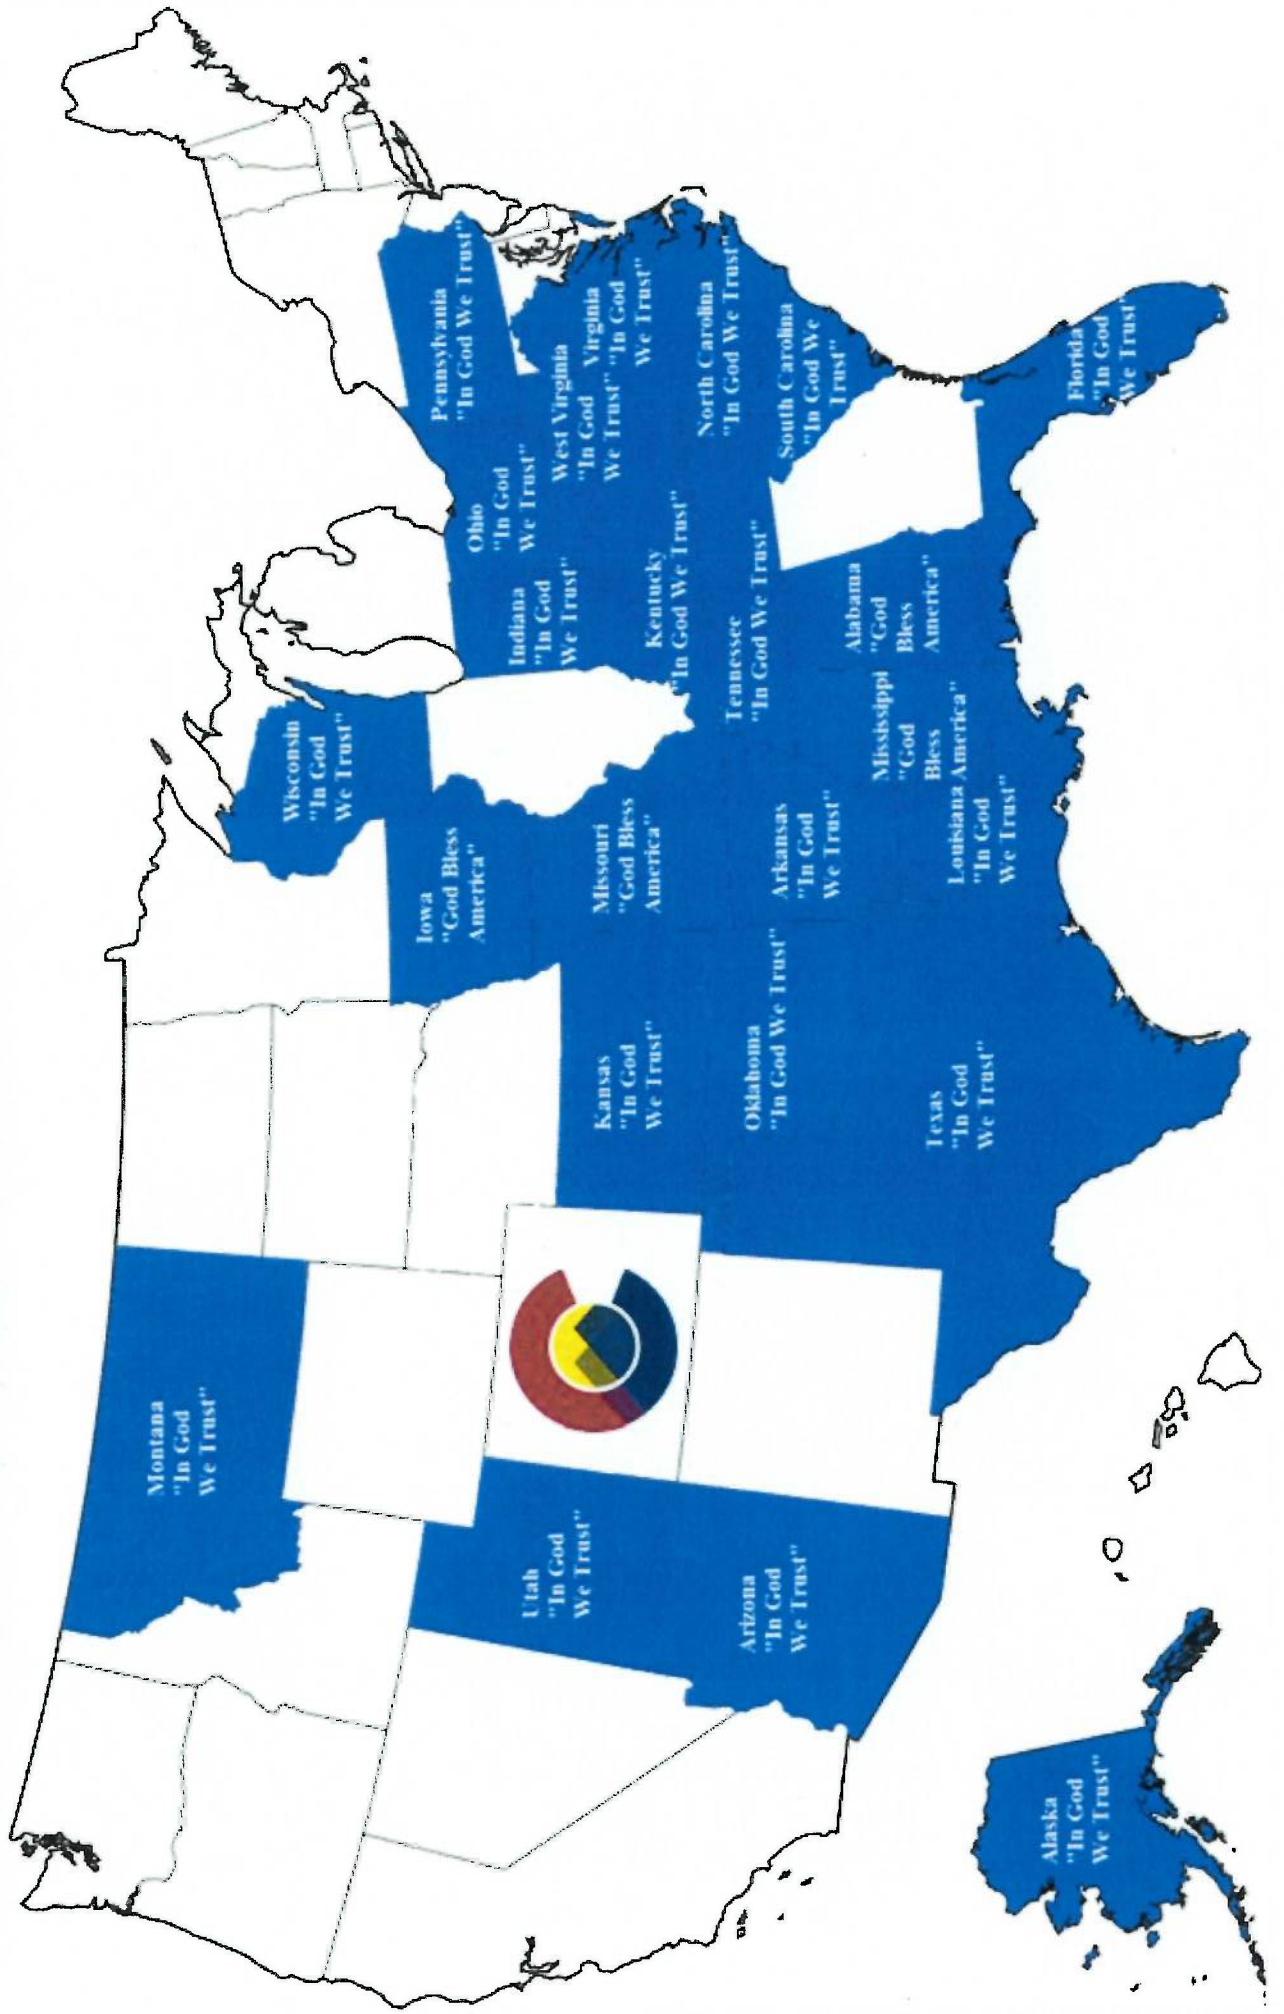 Montana
"In God
We Trust"
Wisconsin
"In God
We Trust"
Iowa
"God Bless
America"
Pennsylvania
"In God We Trust"
Ohio
"In God
We Trust"
Indiana
"In God
We Trust"
West Virginia
"In God
We Trust"
Virginia
"In God
We Trust"
Utah
"In God
We Trust"
Kansas
"In God
We Trust"
Missouri
"God Bless
America"
Kentucky
"In God We Trust"
North Carolina
"In God We Trust"
Tennessee
"In God We Trust"
South Carolina
"In God We
Trust"
Arizona
"In God
We Trust"
Oklahoma
"In God We Trust"
Arkansas
"In God
We Trust"
Mississippi
"God
Bless
America"
Alabama
"God
Bless
America"
Texas
"In God
We Trust"
Louisiana
"In God
We Trust"
Florida
"In God
We Trust"
Alaska
"In God
We Trust"